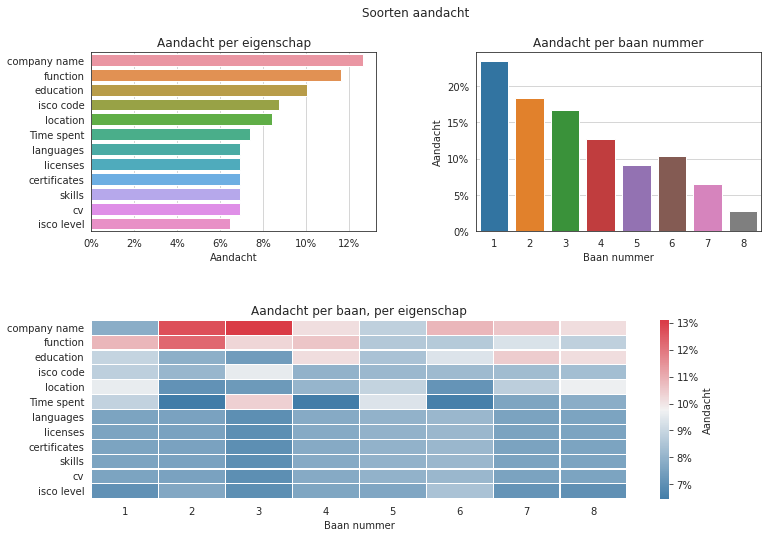 Soorten aandacht
Aandacht per eigenschap
company name
function
education
isco code
location
Time spent
languages
licenses
certificates
skills
cv
isco level
0% 2% 4% 6% 8% 10% 12%
Aandacht
Aandacht per baan nummer
Aandacht
20%
15%
10%
5%
0%
1 2 3 4 5 6 7 8
Baan nummer
Aandacht per baan, per eigenschap
company name
function
education
isco code
location
Time spent
languages
licenses
certificates
skills
cv
isco level
1 2 3 4 5 6 7 8
Baan nummer
13%
12%
11%
10%
9%
8%
7%
Aandacht